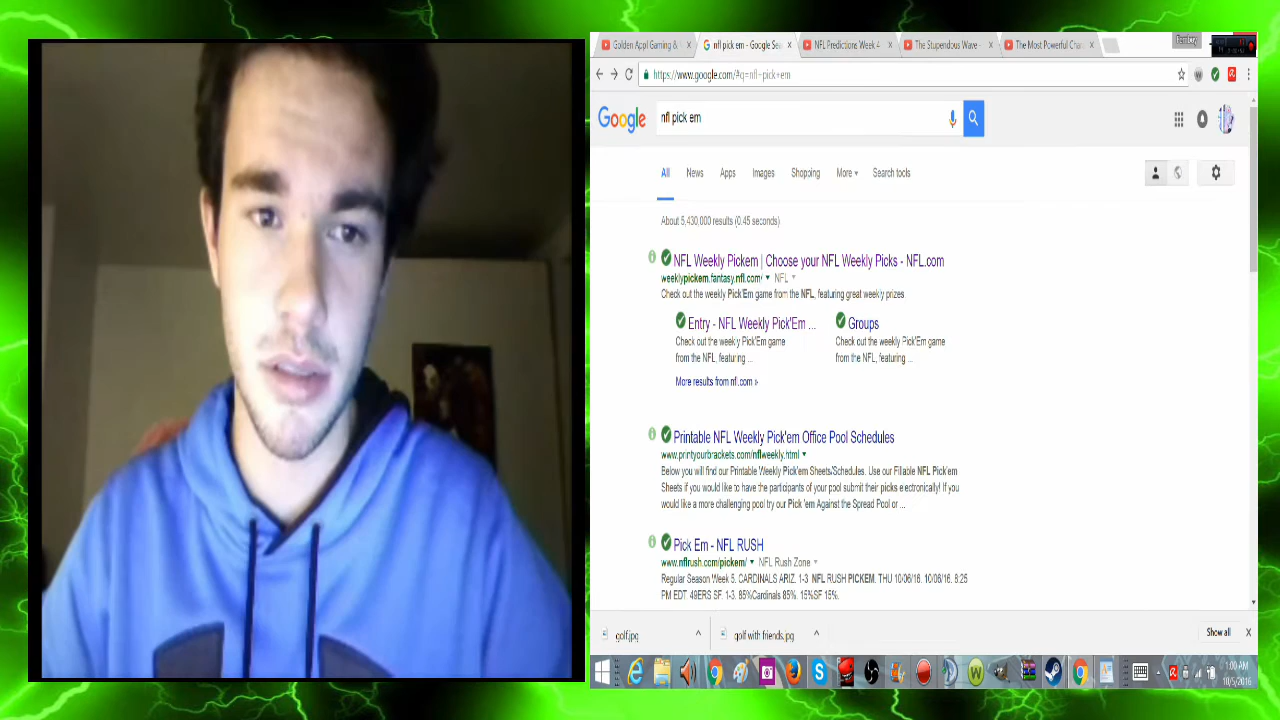 Golden Appl Gaming &
nfl pick em - Google Sea
NFL Predictions Week 4
The Stupendous Wave -
The Most Powerful Cha
https://www.google.com/#q=nfl+pick+em
Google
nfl pick em
All News Apps Images Shopping More Search tools
About 5,430,000 results (0.45 seconds)
NFL Weekly Pickem | Choose your NFL Weekly Picks - NFL.com
weeklypickem.fantasy.nfl.com/ NFL
Check out the weekly Pick'Em game from the NFL, featuring great weekly prizes
Entry - NFL Weekly Pick'Em ...
Check out the weekly Pick'Em game
from the NFL, featuring ...
Groups
Check out the weekly Pick'Em game
from the NFL, featuring ...
More results from nfl.com »
Printable NFL Weekly Pick'em Office Pool Schedules
www.printyourbrackets.com/nflweekly.html
Below you will find our Printable Weekly Pick'em Sheets/Schedules. Use our Fillable NFL Pick'em
Sheets if you would like to have the participants of your pool submit their picks electronically! If you
would like a more challenging pool try our Pick 'em Against the Spread Pool or ...
Pick Em - NFL RUSH
www.nflrush.com/pickem/ NFL Rush Zone
Regular Season Week 5. CARDINALS ARIZ. 1-3 NFL RUSH PICKEM. THU 10/06/16. 10/06/16. 8:25
PM EDT. 49ERS SF. 1-3. 85%Cardinals 85%. 15%SF 15%.
golf.jpg
golf with friends.jpg
Show all
1:00 AM
10/5/2016